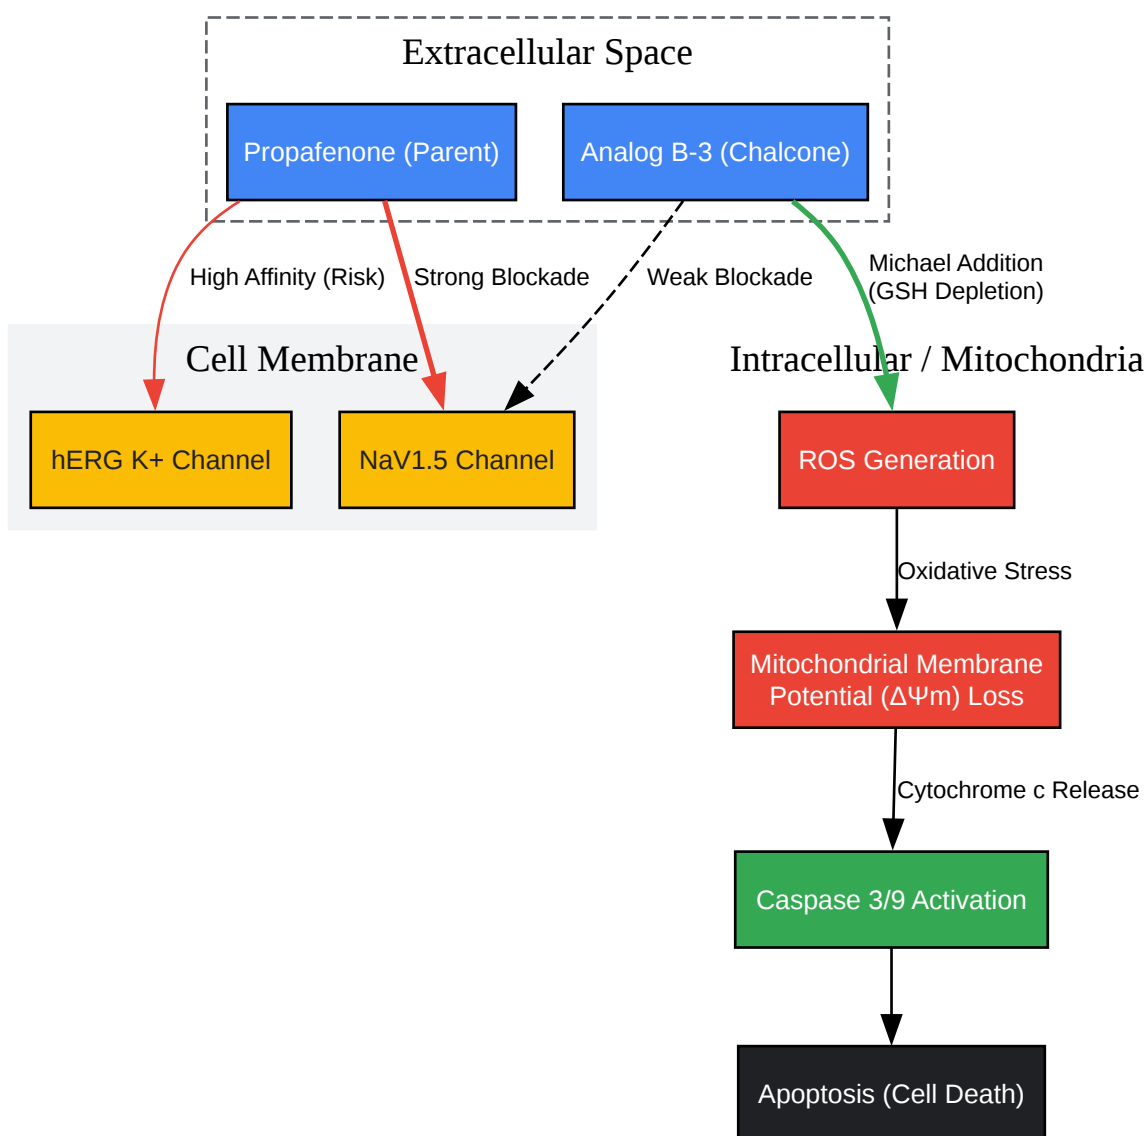 Extracellular Space
Propafenone (Parent)
Analog B-3 (Chalcone)
High Affinity (Risk)
Strong Blockade
Weak Blockade
Michael Addition
(GSH Depletion)
Cell Membrane
Intracellular / Mitochondria
hERG K+ Channel
NaV1.5 Channel
ROS Generation
Oxidative Stress
Mitochondrial Membrane
Potential (ΔΨm) Loss
Cytochrome c Release
Caspase 3/9 Activation
Apoptosis (Cell Death)